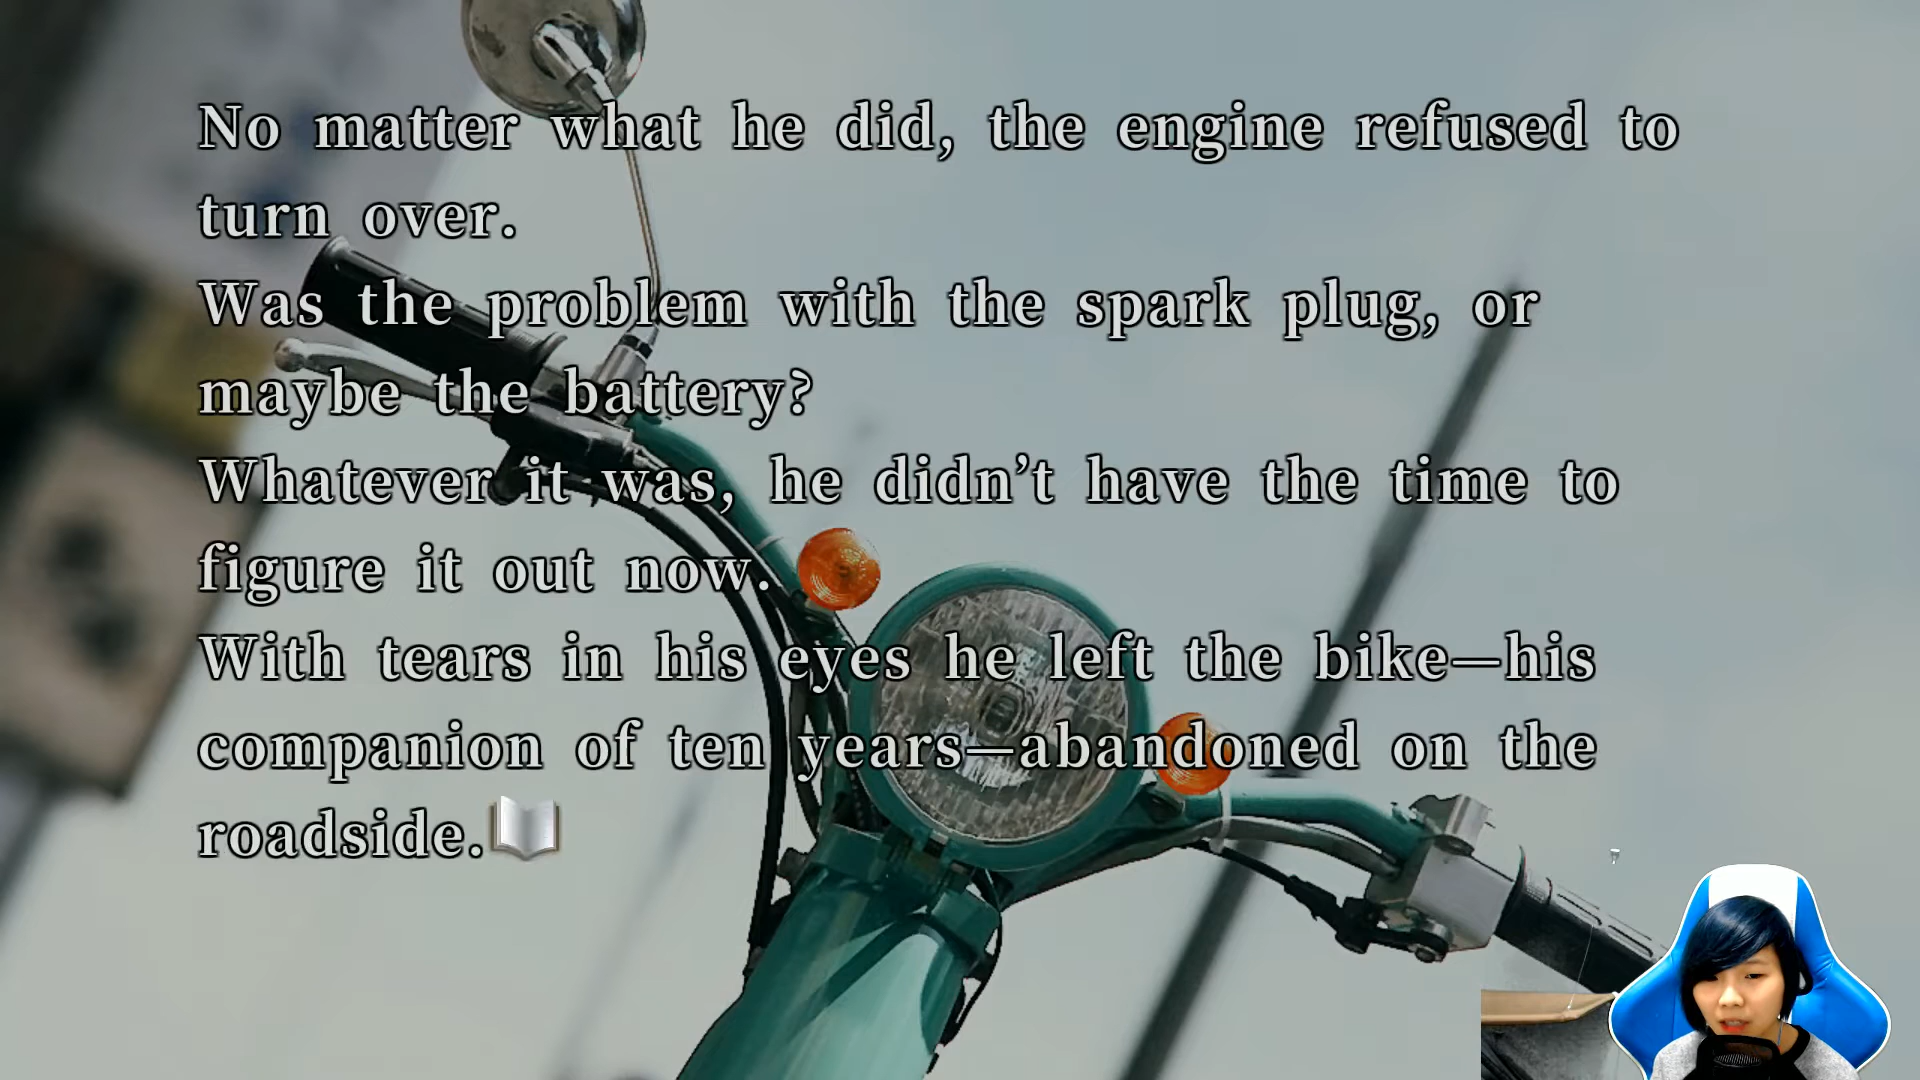 No matter what he did, the engine refused to
turn over.
Was the problem with the spark plug, or
maybe the battery?
Whatever it was, he didn’t have the time to
figure it out now.
With tears in his eyes he left the bike—his
companion of ten years—abandoned on the
roadside.